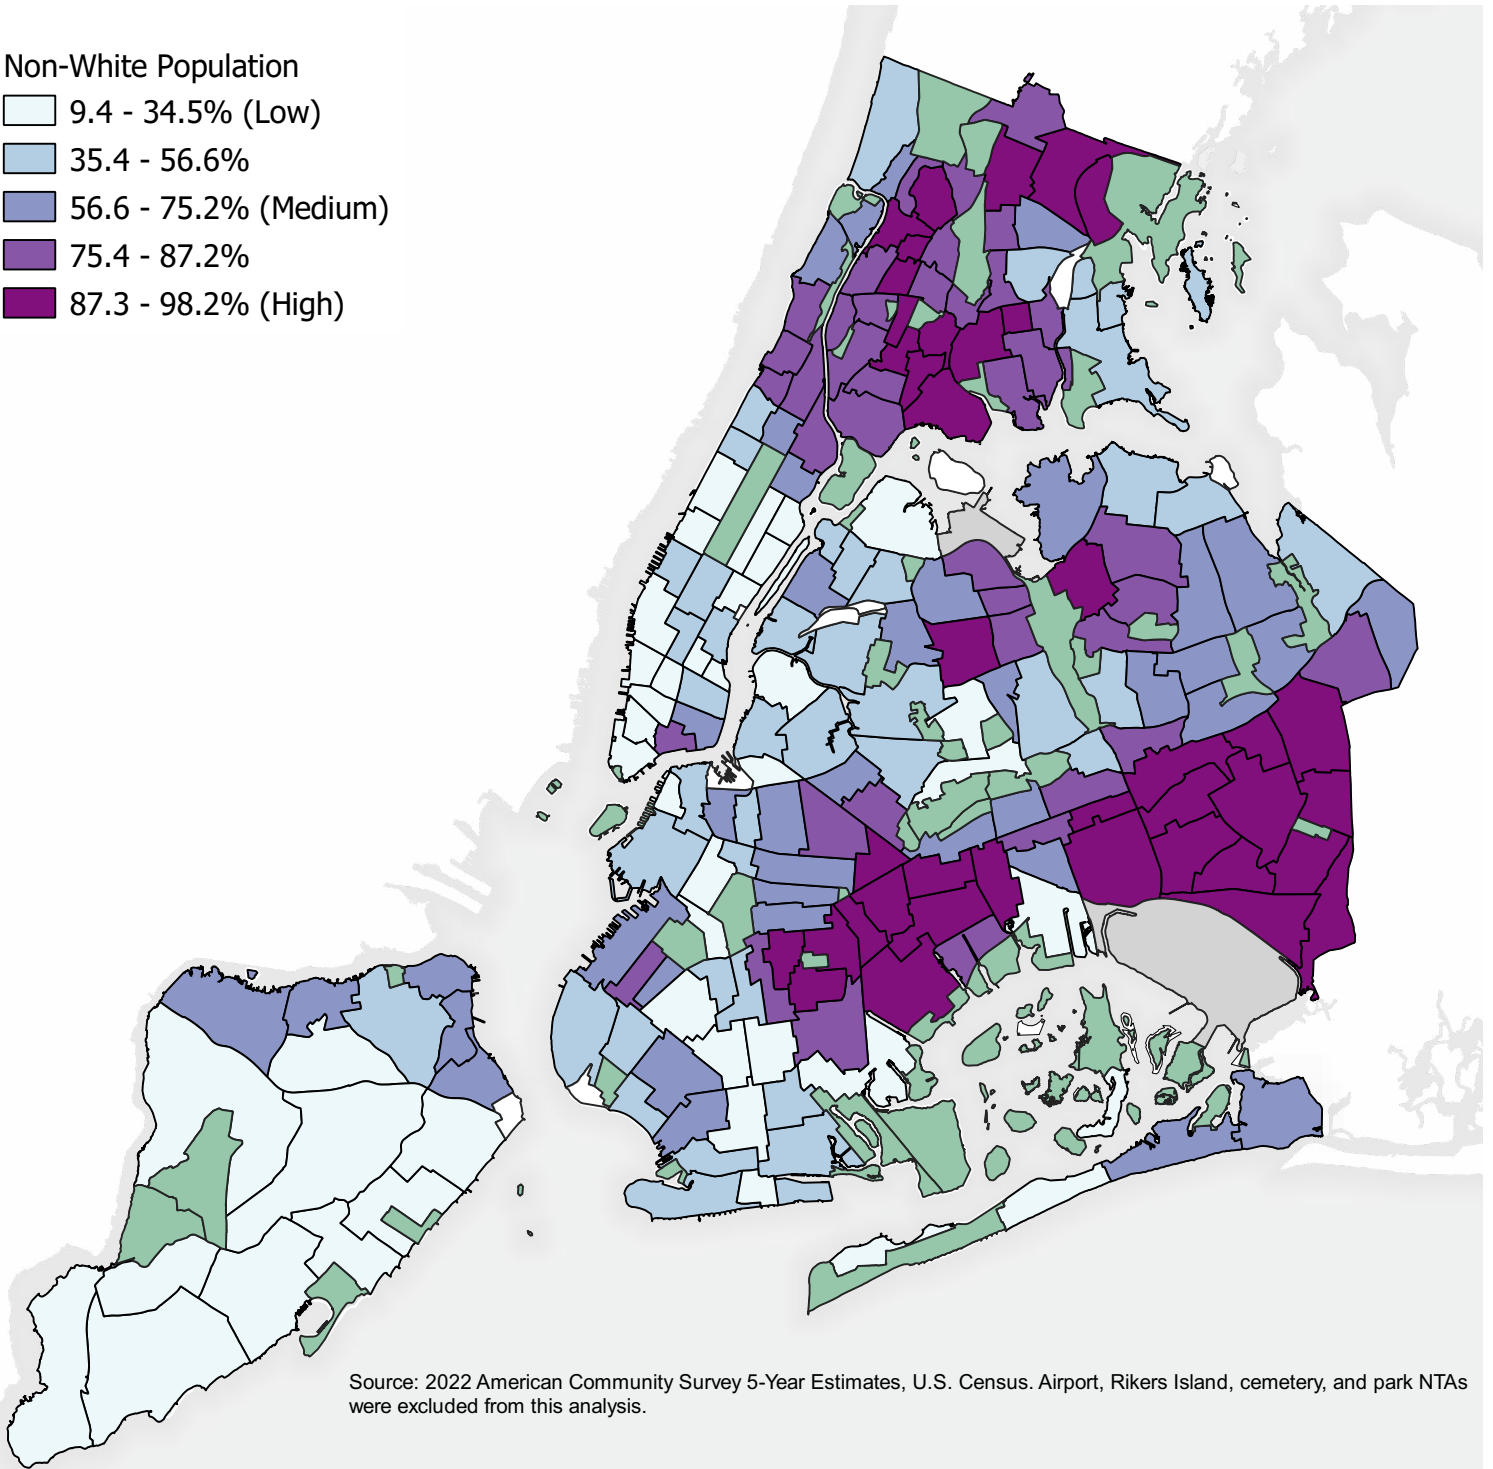 Non-White Population
9.4 - 34.5% (Low)
35.4 - 56.6%
56.6 - 75.2% (Medium)
75.4 - 87.2%
87.3 - 98.2% (High)
Source: 2022 American Community Survey 5-Year Estimates, U.S. Census. Airport, Rikers Island, cemetery, and park NTAs
were excluded from this analysis.